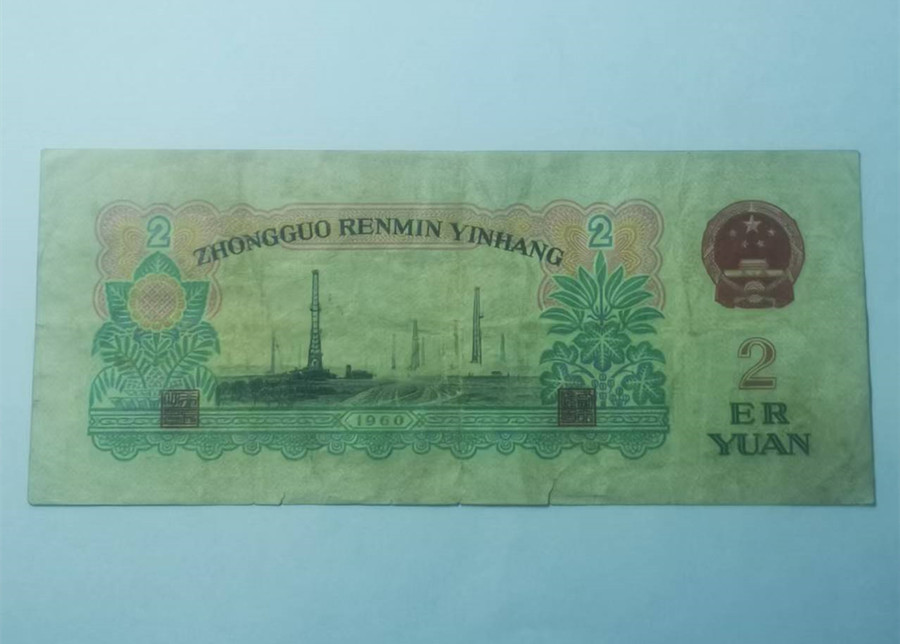 2
2
ZHONGGUO RENMIN YINHANG
2
ER
YUAN
1960